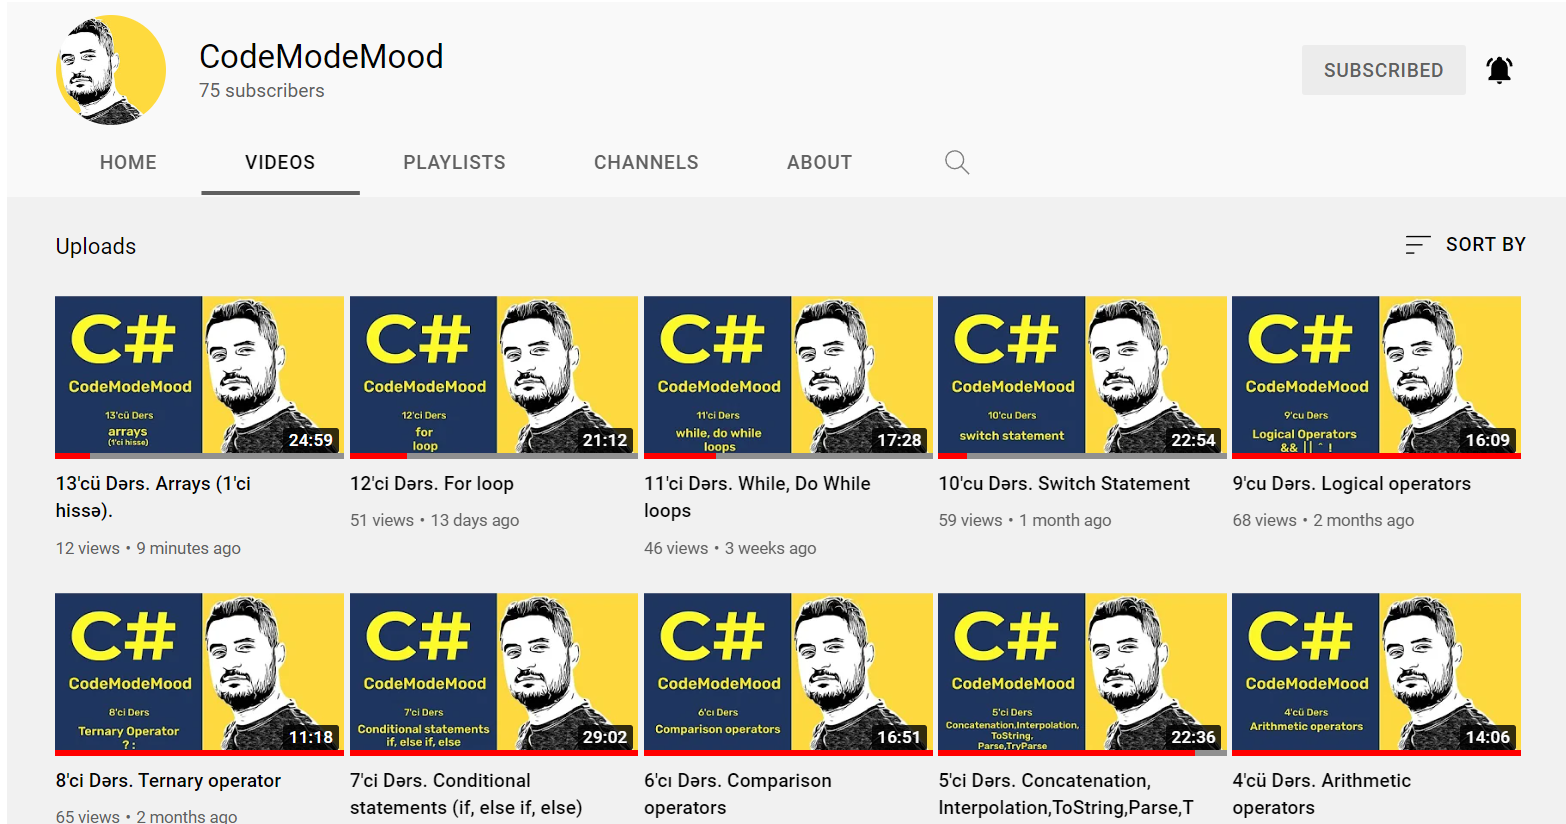 CodeModeMood
75 subscribers
SUBSCRIBED
HOME VIDEOS PLAYLISTS CHANNELS ABOUT
Uploads
SORT BY
C#
CodeModeMood
13'cü Ders
arrays
(1'ci hisse)
24:59
C#
CodeModeMood
12'ci Ders
for
loop
21:12
C#
CodeModeMood
11'ci Ders
while, do while
loops
17:28
C#
CodeModeMood
10'cu Ders
switch statement
22:54
C#
CodeModeMood
9'cu Ders
Logical Operators
&& || ^ !
16:09
13'cü Dərs. Arrays (1'ci
hissə).
12 views • 9 minutes ago
12'ci Dərs. For loop
51 views • 13 days ago
11'ci Dərs. While, Do While
loops
46 views • 3 weeks ago
10'cu Dərs. Switch Statement
59 views • 1 month ago
9'cu Dərs. Logical operators
68 views • 2 months ago
C#
CodeModeMood
8'ci Ders
Ternary Operator
? :
11:18
C#
CodeModeMood
7'ci Ders
Conditional statements
if, else if, else
29:02
C#
CodeModeMood
6'cı Ders
Comparison operators
16:51
C#
CodeModeMood
5'ci Ders
Concatenation,Interpolation,
ToString,
Parse,TryParse
22:36
C#
CodeModeMood
4'cü Ders
Arithmetic operators
14:06
8'ci Dərs. Ternary operator
65 views • 2 months ago
7'ci Dərs. Conditional
statements (if, else if, else)
6'cı Dərs. Comparison
operators
5'ci Dərs. Concatenation,
Interpolation,ToString,Parse,T
4'cü Dərs. Arithmetic
operators